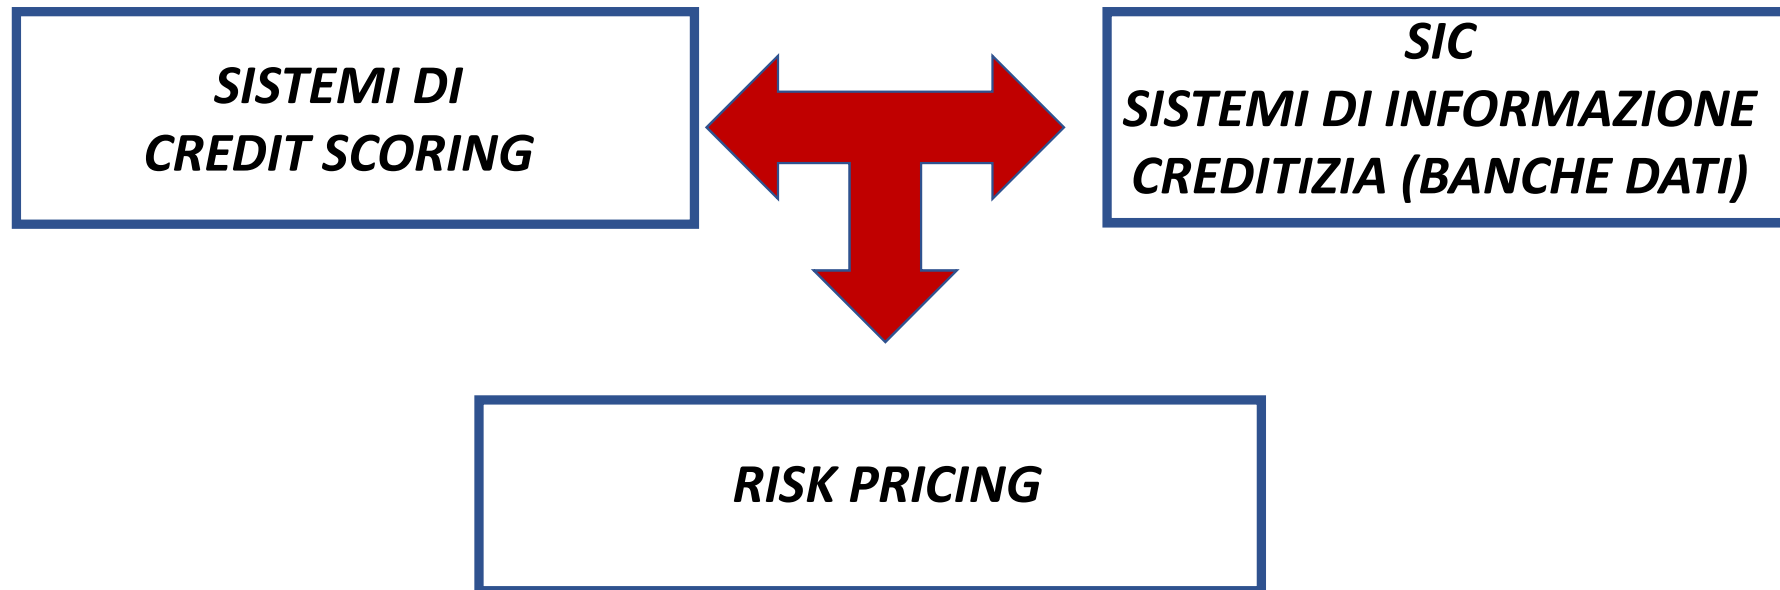 SISTEMI DI
CREDIT SCORING
SIC
SISTEMI DI INFORMAZIONE
CREDITIZIA (BANCHE DATI)
RISK PRICING